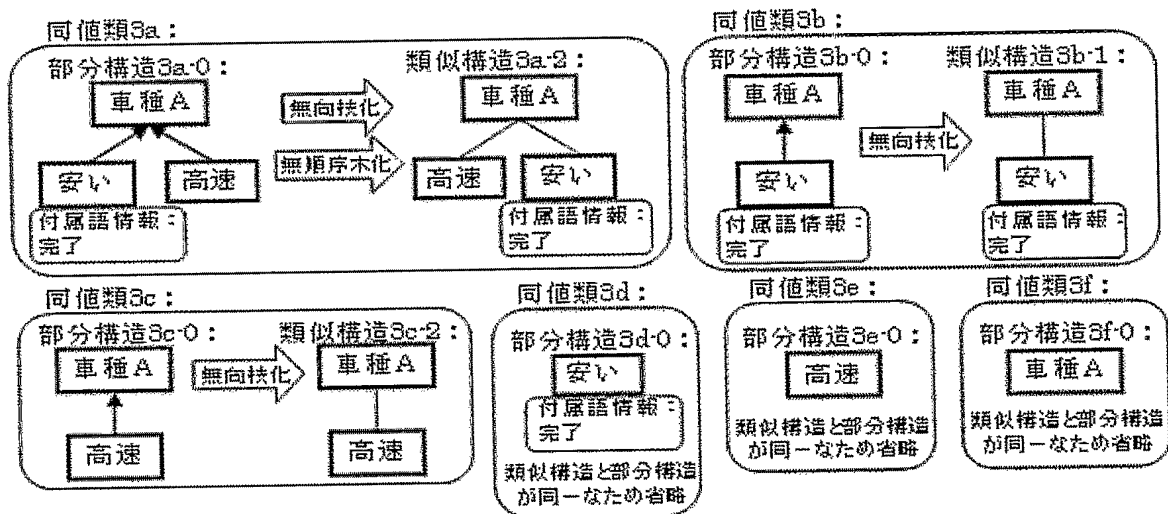 同値類3a:
部分構造3a-0:
車種A
安い
高速
付属語情報:
完了
無向枝化
無順序木化
類似構造3a-2:
車種A
高速
安い
付属語情報:
完了
同値類3b:
部分構造3b-0:
車種A
安い
付属語情報:
完了
無向枝化
類似構造3b-1:
車種A
安い
付属語情報:
完了
同値類3c:
部分構造3c-0:
車種A
高速
無向枝化
類似構造3c-2:
車種A
高速
同値類3d:
部分構造3d-0:
安い
付属語情報:
完了
類似構造と部分構造
が同一なため省略
同値類3e:
部分構造3e-0:
高速
類似構造と部分構造
が同一なため省略
同値類3f:
部分構造3f-0:
車種A
類似構造と部分構造
が同一なため省略